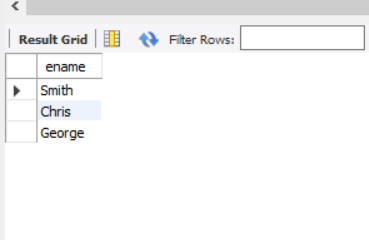 Result Grid Filter Rows:
ename
Smith
Chris
George